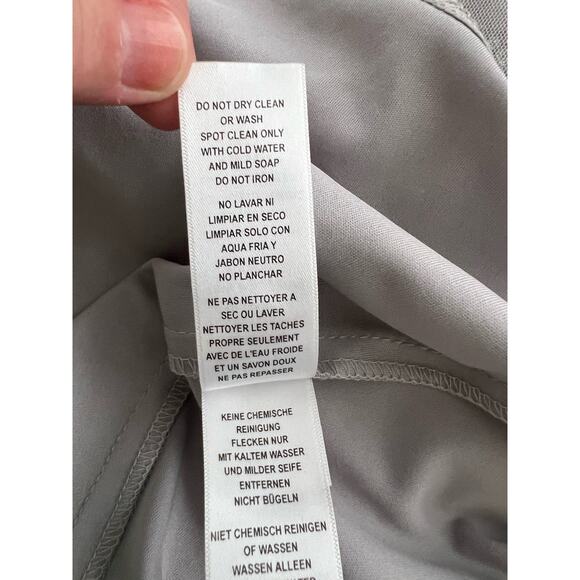 DO NOT DRY CLEAN
OR WASH
SPOT CLEAN ONLY
WITH COLD WATER
AND MILD SOAP
DO NOT IRON
NO LAVAR NI
LIMPIAR EN SECO
LIMPIAR SOLO CON
AQUA FRIA Y
JABON NEUTRO
NO PLANCHAR
NE PAS NETTOYER A
SEC OU LAVER
NETTOYER LES TACHES
PROPRE SEULEMENT
AVEC DE L'EAU FROIDE
ET UN SAVON DOUX
NE PAS REPASSER
KEINE CHEMISCHE
REINIGUNG
FLECKEN NUR
MIT KALTEM WASSER
UND MILDER SEIFE
ENTFERNEN
NICHT BÜGELN
NIET CHEMISCH REINIGEN
OF WASSEN
WASSEN ALLEEN